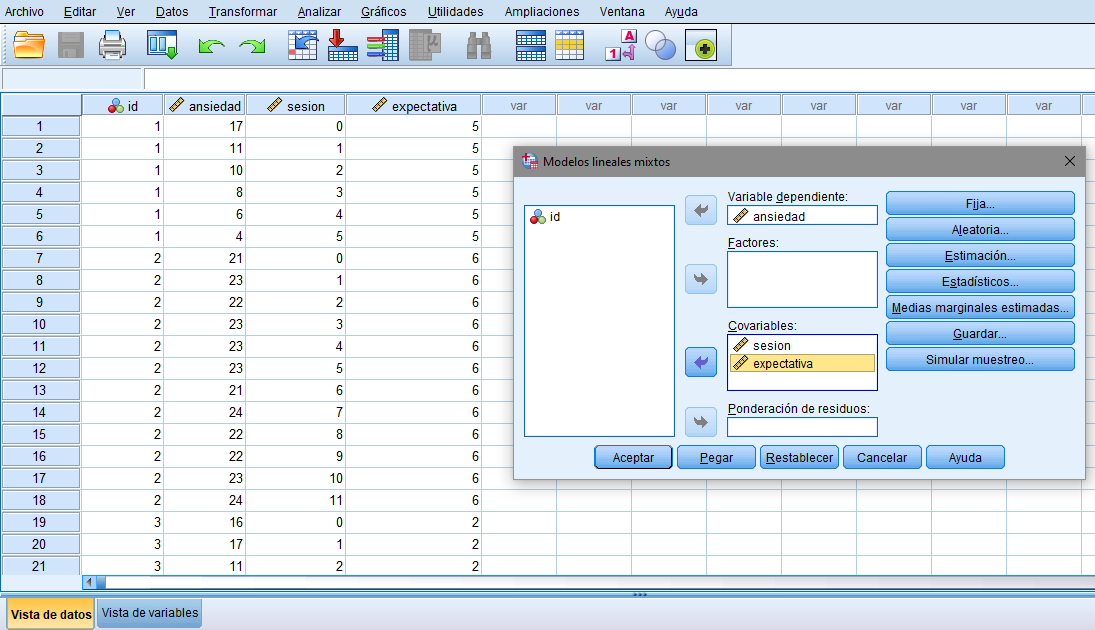 Archivo Editar Ver Datos Transformar Analizar Gráficos Utilidades Ampliaciones Ventana Ayuda
A
1
id ansiedad sesion expectativa var var var var var var var var
1 1 17 0 5
2 1 11 1 5
3 1 10 2 5
4 1 8 3 5
5 1 6 4 5
6 1 4 5 5
7 2 21 0 6
8 2 23 1 6
9 2 22 2 6
10 2 23 3 6
11 2 23 4 6
12 2 23 5 6
13 2 21 6 6
14 2 24 7 6
15 2 22 8 6
16 2 22 9 6
17 2 23 10 6
18 2 24 11 6
19 3 16 0 2
20 3 17 1 2
21 3 11 2 2
Modelos lineales mixtos
id
Variable dependiente:
ansiedad
Factores:
Covariables:
sesion
expectativa
Ponderación de residuos:
Fija...
Aleatoria...
Estimación...
Estadísticos...
Medias marginales estimadas...
Guardar...
Simular muestreo...
Aceptar Pegar Restablecer Cancelar Ayuda
Vista de datos Vista de variables